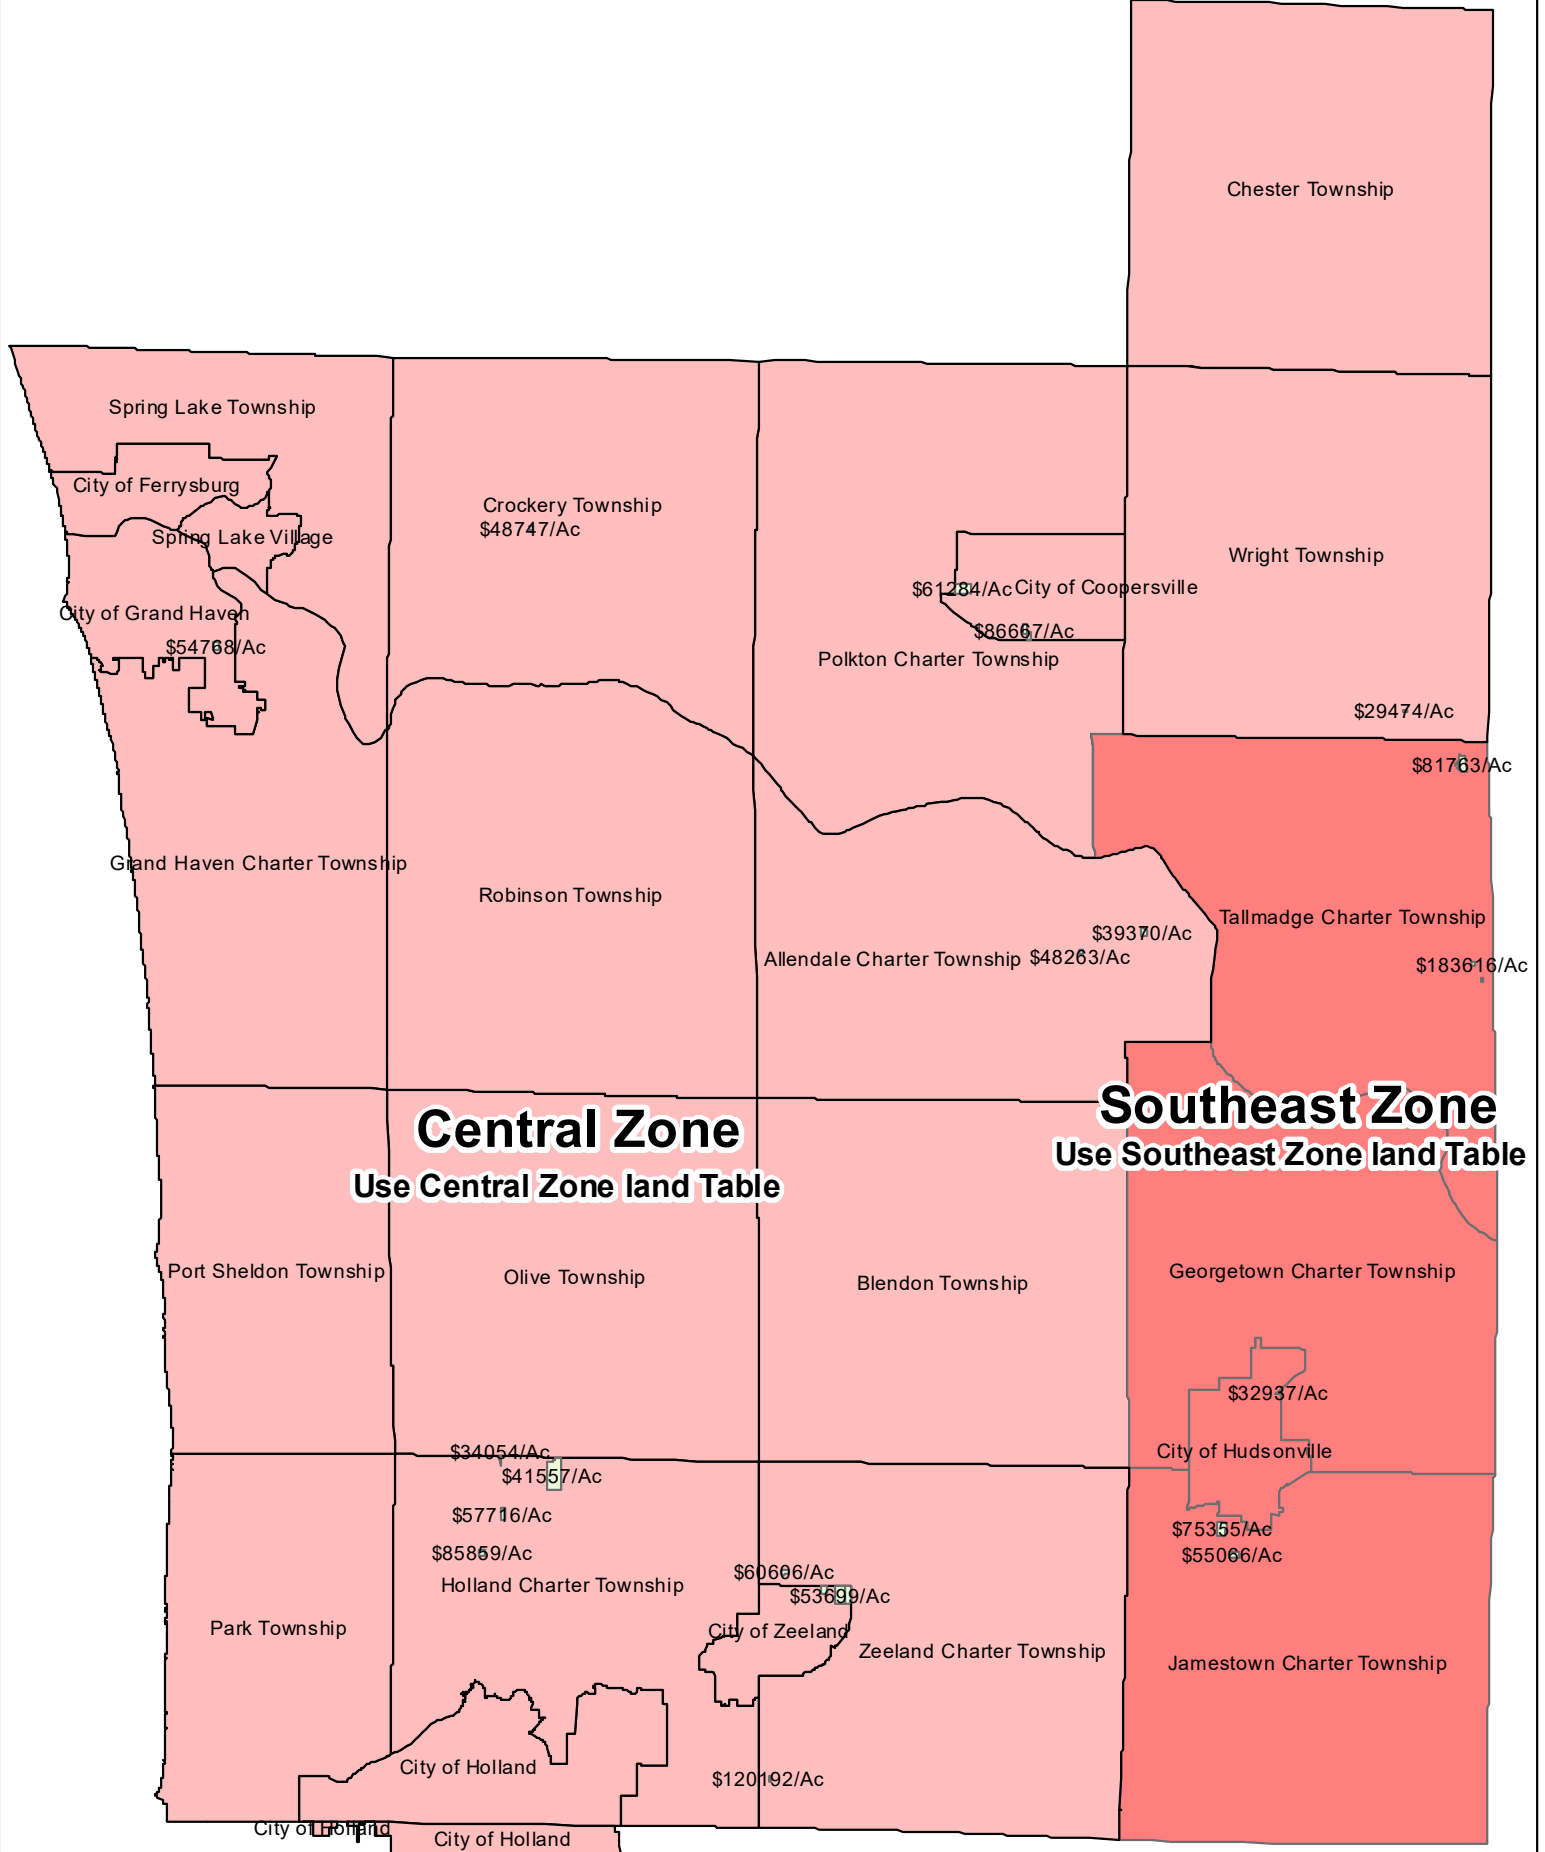 Chester Township
Spring Lake Township
City of Ferrysburg
Crockery Township
$48747/Ac
Spring Lake Village
Wright Township
$61284/Ac
City of Coopersville
City of Grand Haven
$54768/Ac
$86667/Ac
Polkton Charter Township
$29474/Ac
$81763/Ac
Grand Haven Charter Township
Robinson Township
Tallmadge Charter Township
$39370/Ac
Allendale Charter Township
$48263/Ac
$183616/Ac
Central Zone
Use Central Zone land Table
Southeast Zone
Use Southeast Zone land Table
Port Sheldon Township
Olive Township
Blendon Township
Georgetown Charter Township
$32937/Ac
City of Hudsonville
$34054/Ac
$41557/Ac
$57716/Ac
$85859/Ac
Holland Charter Township
$75355/Ac
$55066/Ac
$60606/Ac
$53699/Ac
City of Zeeland
Park Township
Zeeland Charter Township
Jamestown Charter Township
City of Holland
$120192/Ac
City of Holland
City of Holland